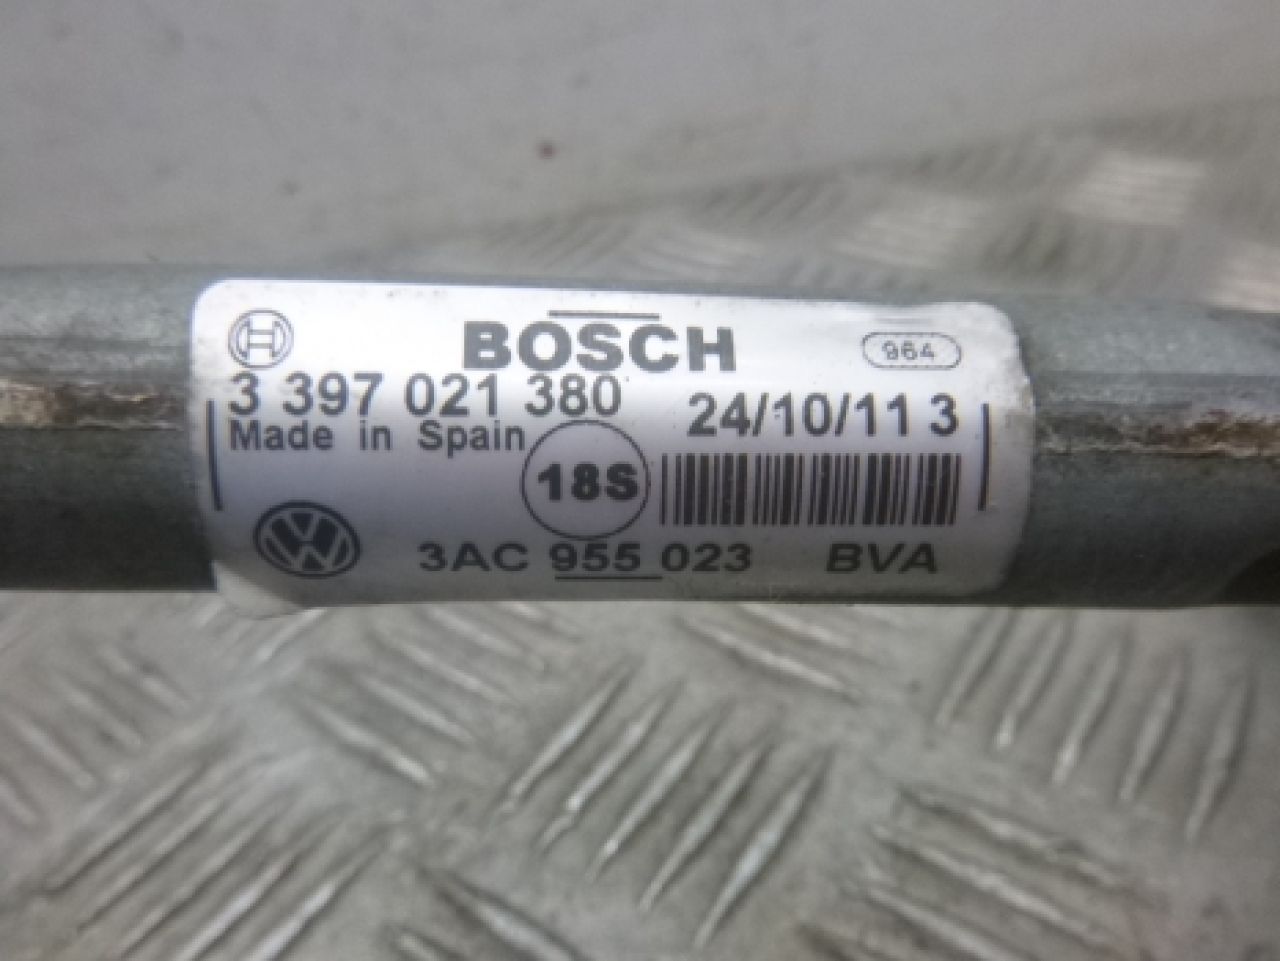 BOSCH
964
3 397 021 380
24/10/11 3
Made in Spain
18S
3AC 955 023 BVA